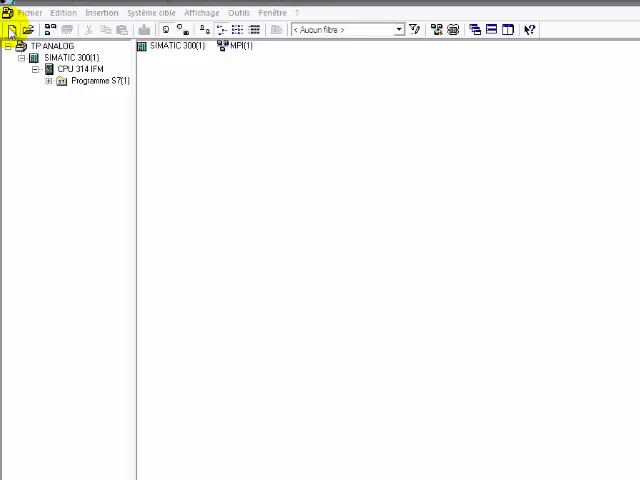 Fichier Edition Insertion Système cible Affichage Outils Fenêtre ?
< Aucun filtre >
TP ANALOG
SIMATIC 300(1)
CPU 314 IFM
Programme S7(1)
SIMATIC 300(1) MPI(1)